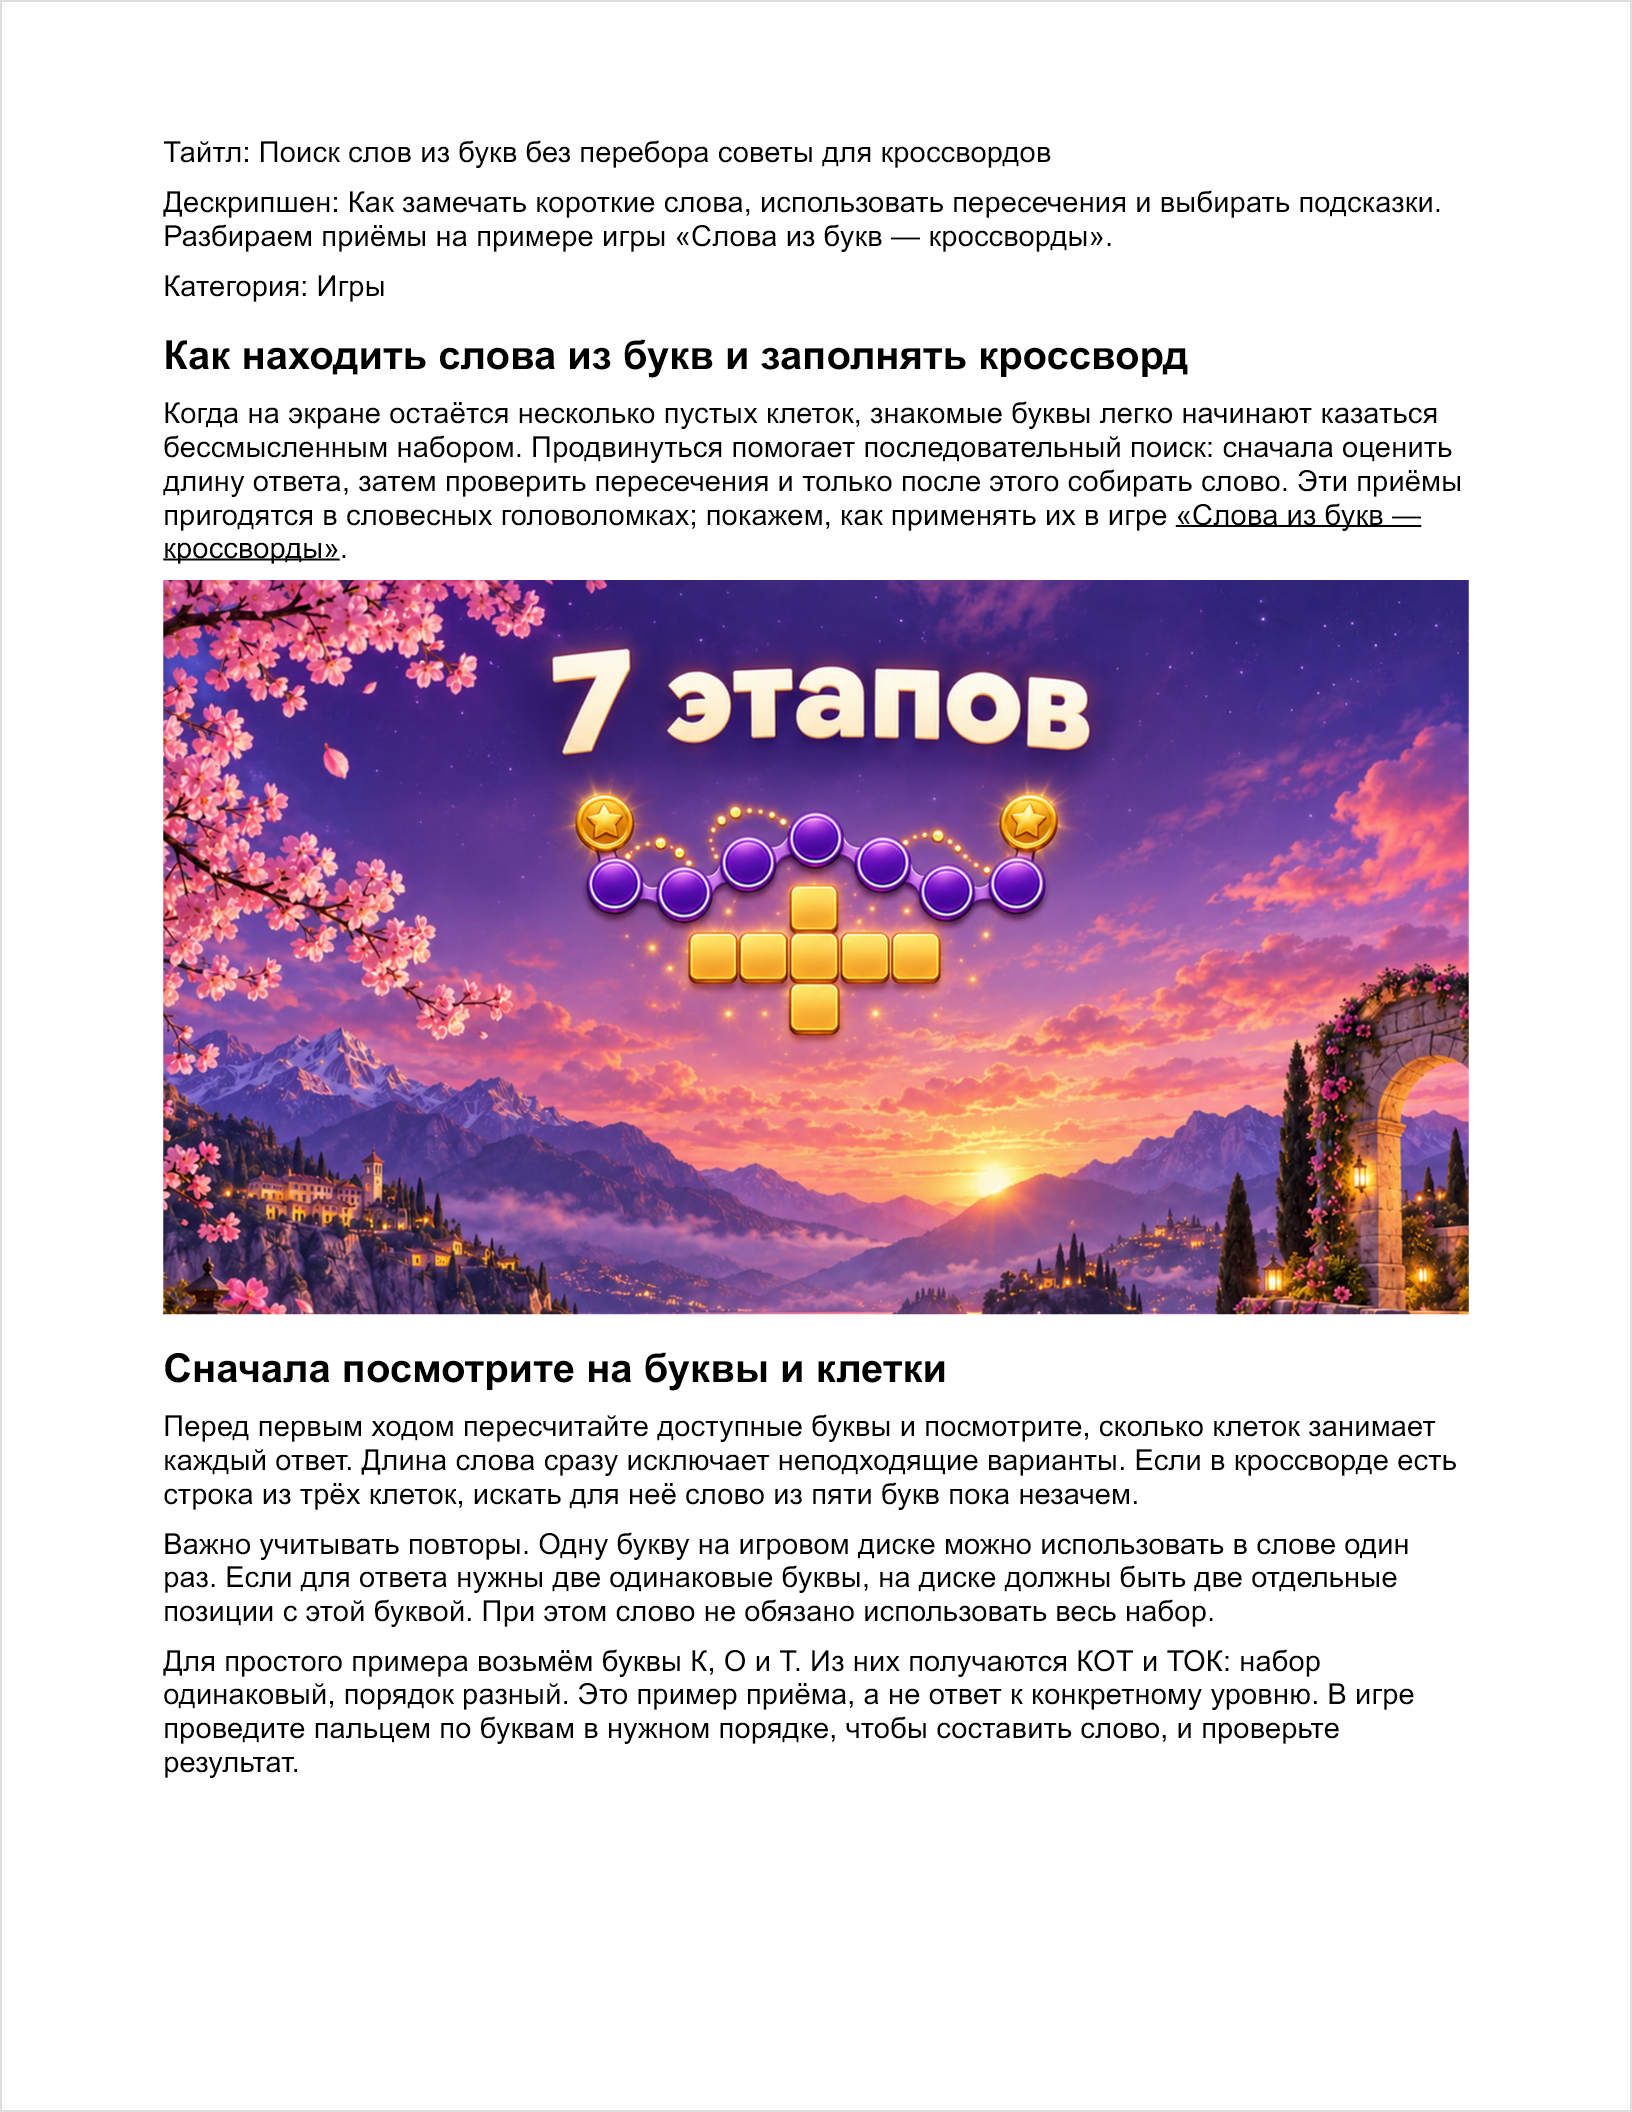 Тайтл: Поиск слов из букв без перебора советы для кроссвордов
Дескрипшен: Как замечать короткие слова, использовать пересечения и выбирать подсказки.
Разбираем приёмы на примере игры «Слова из букв — кроссворды».
Категория: Игры
Как находить слова из букв и заполнять кроссворд
Когда на экране остаётся несколько пустых клеток, знакомые буквы легко начинают казаться
бессмысленным набором. Продвинуться помогает последовательный поиск: сначала оценить
длину ответа, затем проверить пересечения и только после этого собирать слово. Эти приёмы
пригодятся в словесных головоломках; покажем, как применять их в игре «Слова из букв —
кроссворды».
7 этапов
Сначала посмотрите на буквы и клетки
Перед первым ходом пересчитайте доступные буквы и посмотрите, сколько клеток занимает
каждый ответ. Длина слова сразу исключает неподходящие варианты. Если в кроссворде есть
строка из трёх клеток, искать для неё слово из пяти букв пока незачем.
Важно учитывать повторы. Одну букву на игровом диске можно использовать в слове один
раз. Если для ответа нужны две одинаковые буквы, на диске должны быть две отдельные
позиции с этой буквой. При этом слово не обязано использовать весь набор.
Для простого примера возьмём буквы К, О и Т. Из них получаются КОТ и ТОК: набор
одинаковый, порядок разный. Это пример приёма, а не ответ к конкретному уровню. В игре
проведите пальцем по буквам в нужном порядке, чтобы составить слово, и проверьте
результат.